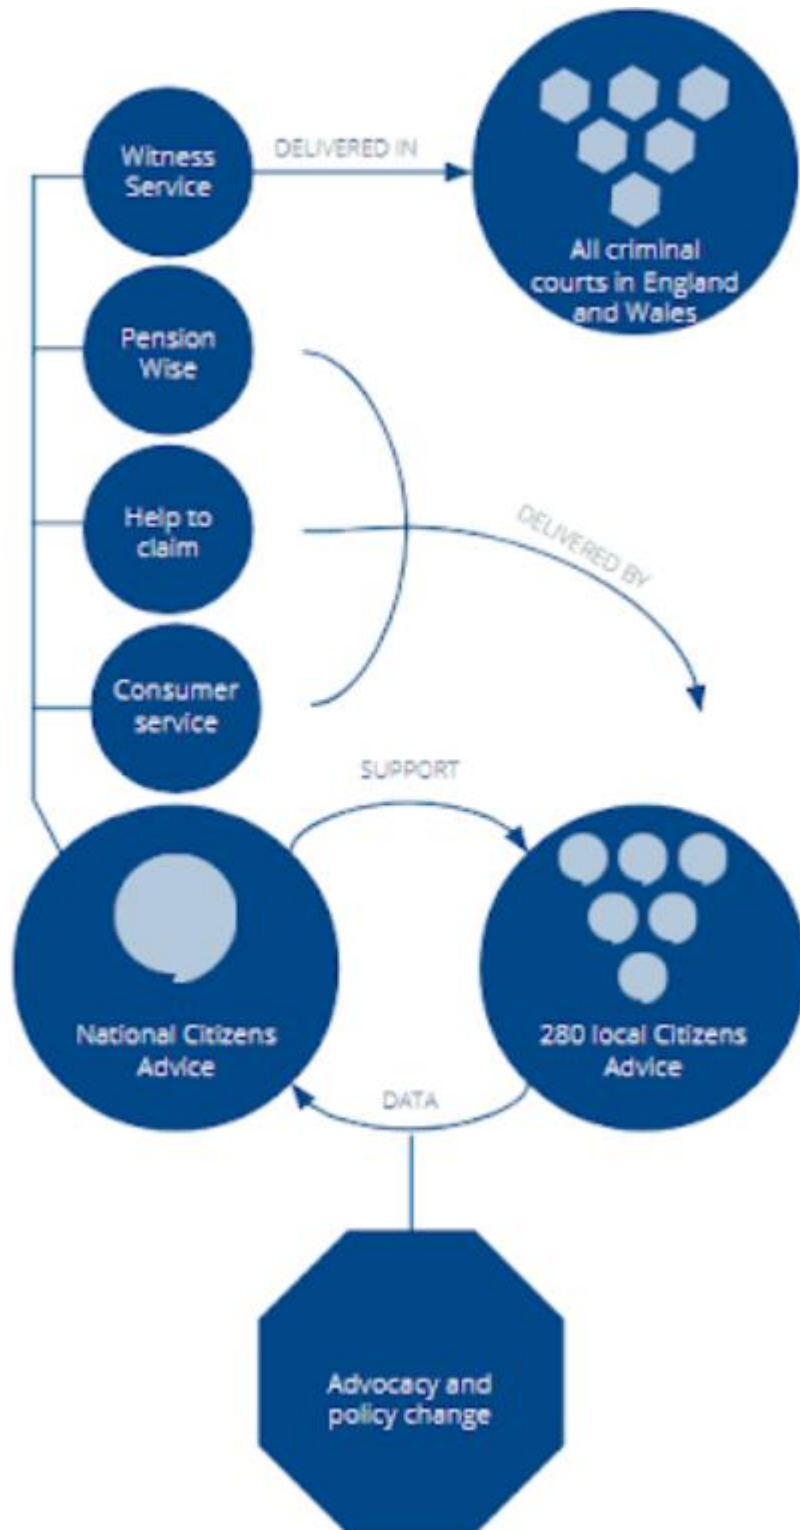 Witness
Service
DELIVERED IN
All criminal
courts in England
and Wales
Pension
Wise
Help to
claim
DELIVERED BY
Consumer
service
SUPPORT
National Citizens
Advice
280 local Citizens
Advice
DATA
Advocacy and
policy change